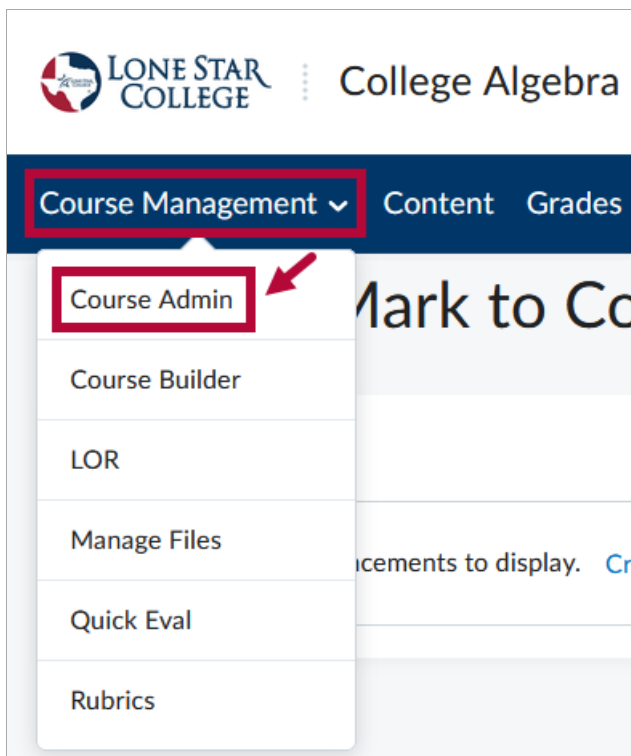 LONE STAR
COLLEGE
College Algebra
Course Management Content Grades
Course Admin
Mark to Co
Course Builder
LOR
Manage Files
ncements to display. Cr
Quick Eval
Rubrics